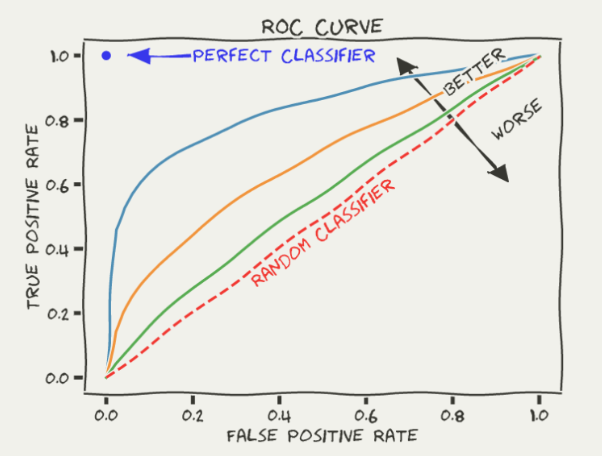 ROC CURVE
PERFECT CLASSIFIER
BETTER
WORSE
RANDOM CLASSIFIER
TRUE POSITIVE RATE
1.0
0.8
0.6
0.4
0.2
0.0
0.0 0.2 0.4 0.6 0.8 1.0
FALSE POSITIVE RATE